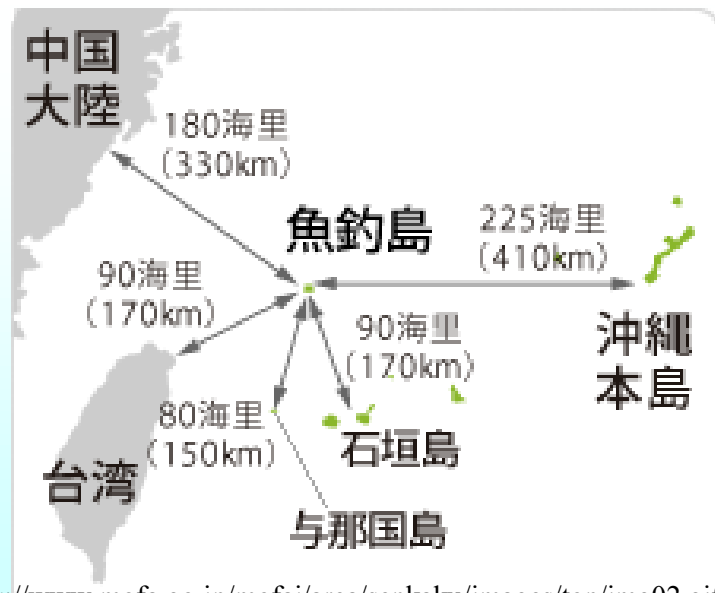 中国
大陸
180海里
(330km)
魚釣島
225海里
(410km)
90海里
(170km)
90海里
(170km)
沖縄
本島
80海里
(150km)
石垣島
台湾
与那国島